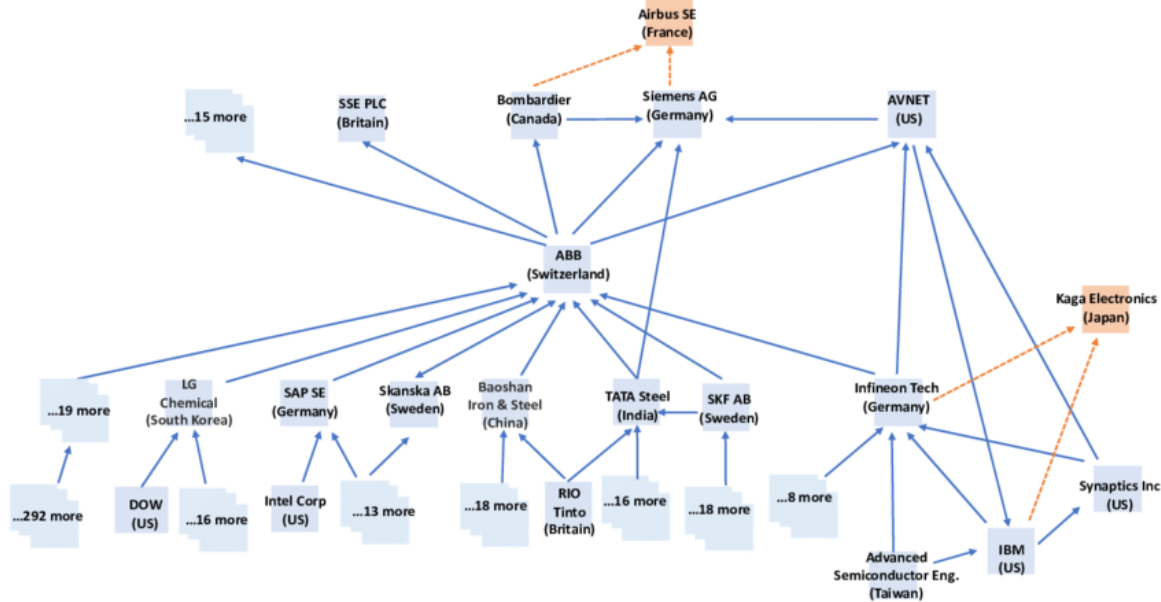 Airbus SE
(France)
...15 more
SSE PLC
(Britain)
Bombardier
(Canada)
Siemens AG
(Germany)
AVNET
(US)
ABB
(Switzerland)
Kaga Electronics
(Japan)
...19 more
LG
Chemical
(South Korea)
SAP SE
(Germany)
Skanska AB
(Sweden)
Baoshan
Iron & Steel
(China)
TATA Steel
(India)
SKF AB
(Sweden)
Infineon Tech
(Germany)
...292 more
DOW
(US)
...16 more
Intel Corp
(US)
...13 more
...18 more
RIO
Tinto
(Britain)
...16 more
...18 more
...8 more
Synaptics Inc
(US)
Advanced
Semiconductor Eng.
(Taiwan)
IBM
(US)